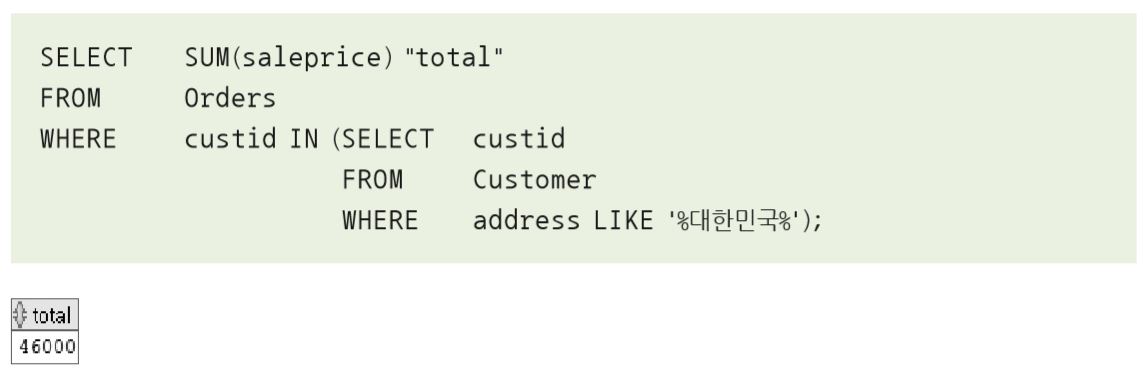 SELECT SUM(saleprice) "total"
FROM Orders
WHERE custid IN (SELECT custid
FROM Customer
WHERE address LIKE '%대한민국%');
total
46000